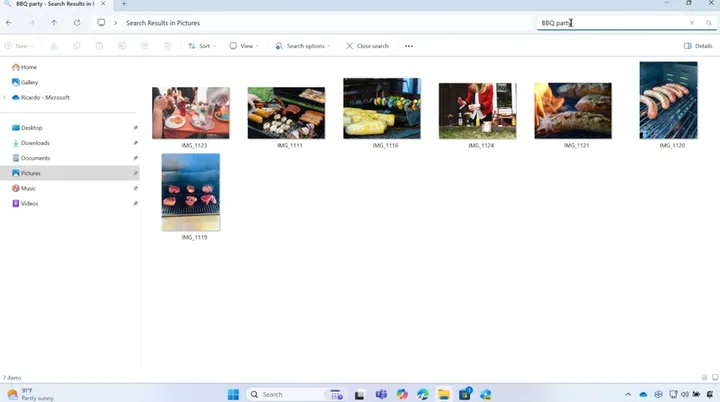 BBQ party - Search Results in I
Search Results in Pictures
BBQ party
New
Sort
View
Search options
Close search
Details
Home
Gallery
Ricardo - Microsoft
Desktop
Downloads
Documents
Pictures
Music
Videos
IMG_1123
IMG_1111
IMG_1116
IMG_1124
IMG_1121
IMG_1120
IMG_1119
7 items
91°F
Partly sunny
Search
1